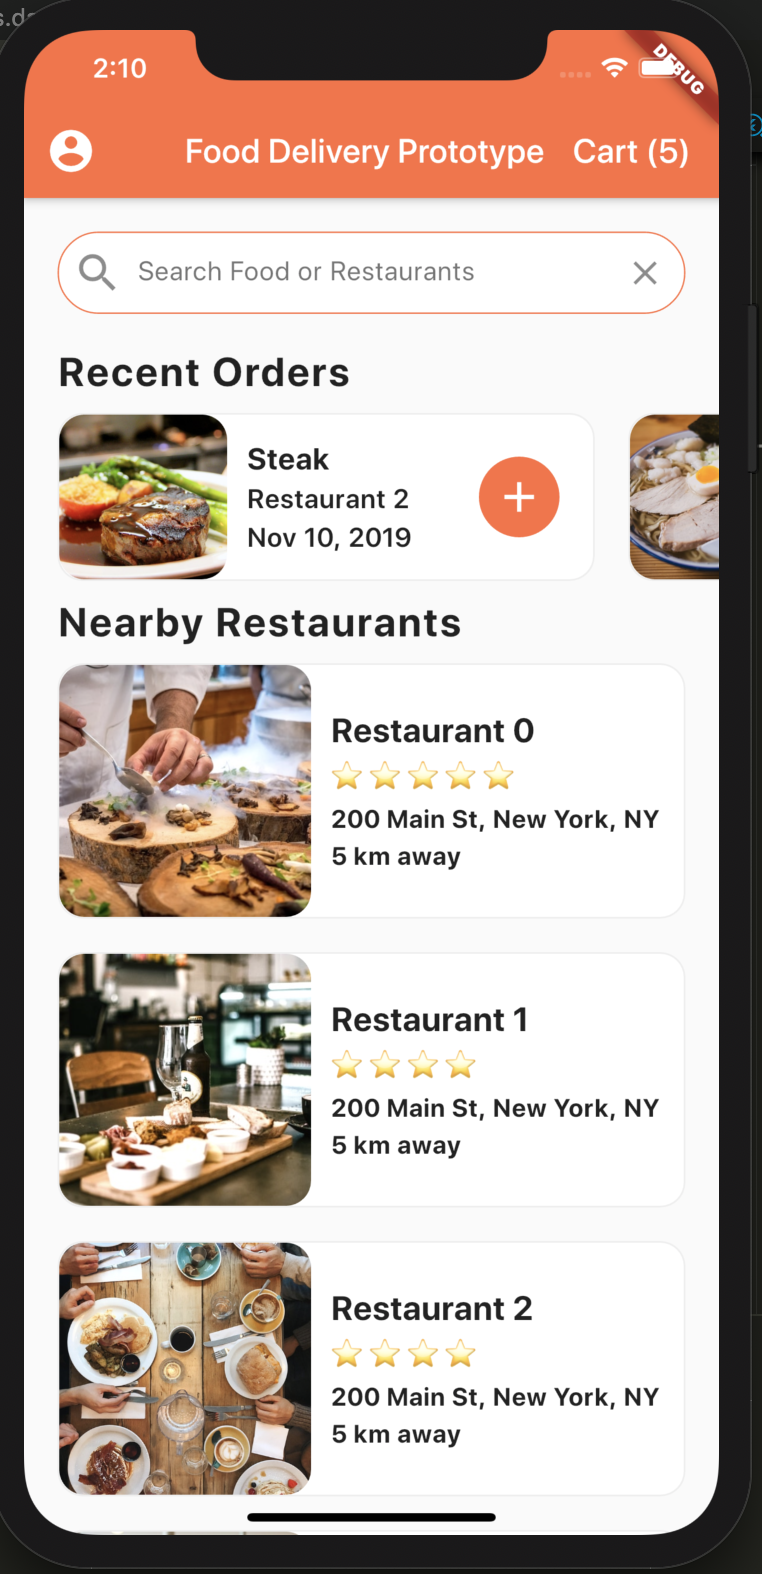 2:10
DEBUG
Food Delivery Prototype Cart (5)
Search Food or Restaurants
Recent Orders
Steak
Restaurant 2
Nov 10, 2019
Nearby Restaurants
Restaurant 0
200 Main St, New York, NY
5 km away
Restaurant 1
200 Main St, New York, NY
5 km away
Restaurant 2
200 Main St, New York, NY
5 km away